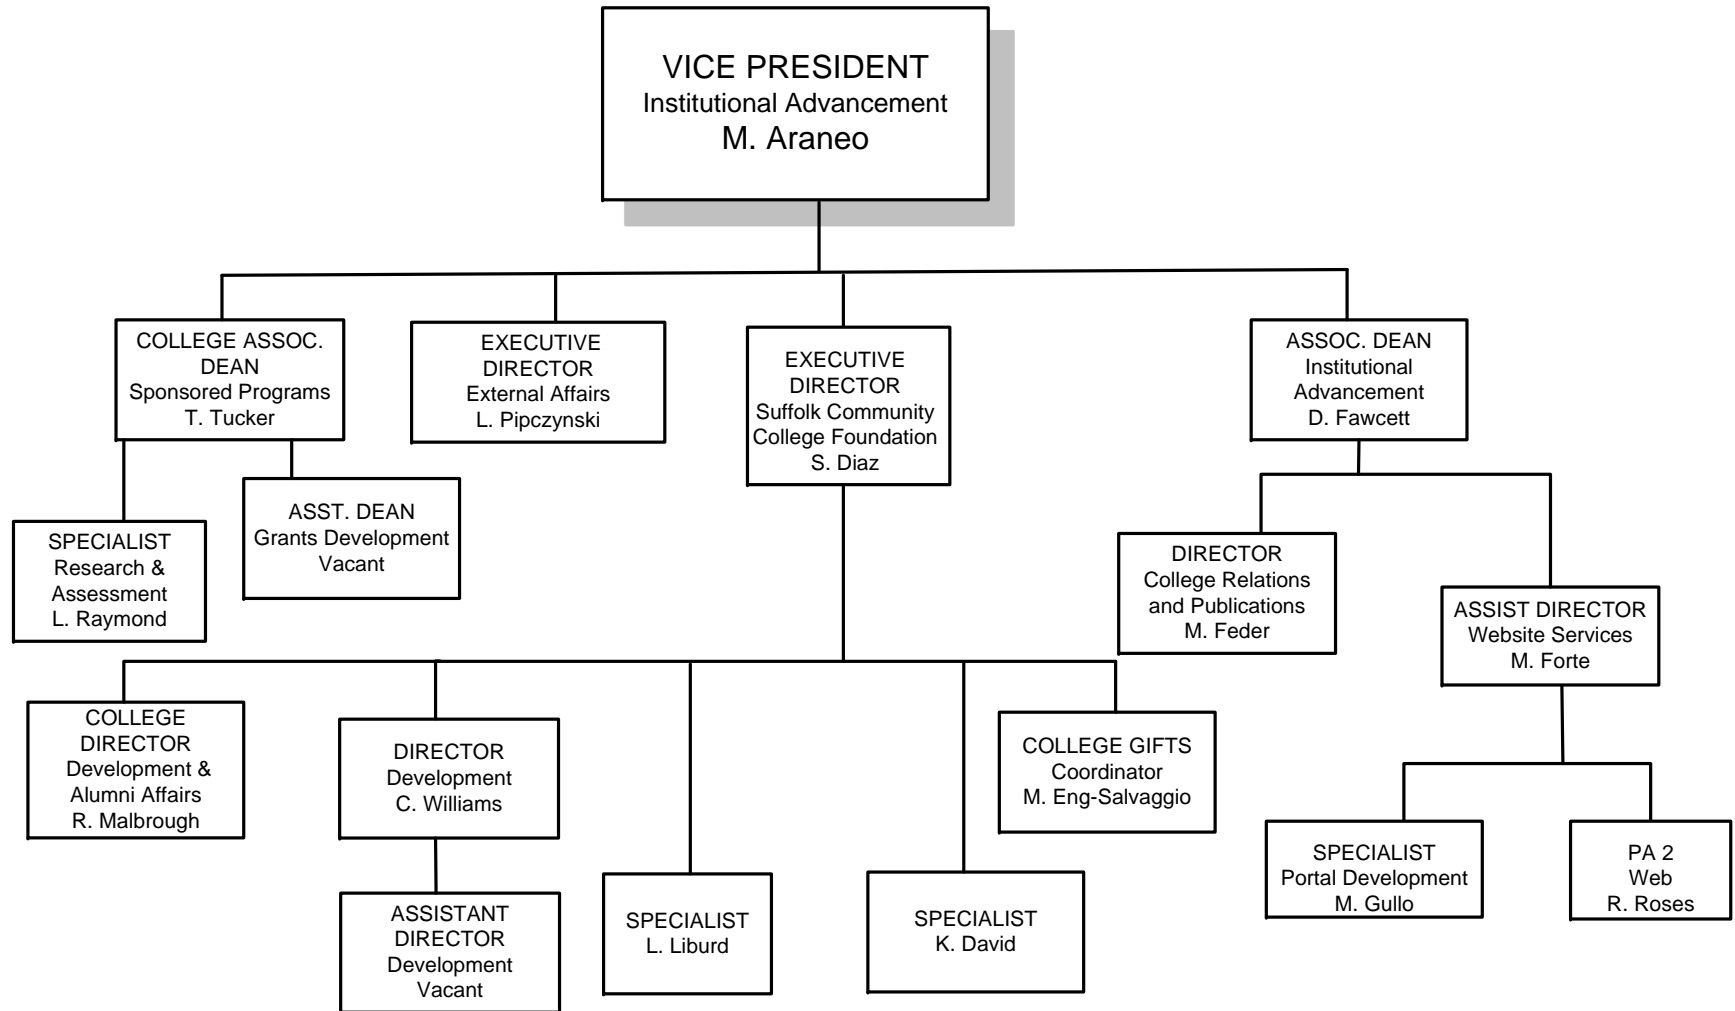 VICE PRESIDENT
Institutional Advancement
M. Araneo
COLLEGE ASSOC.
DEAN
Sponsored Programs
T. Tucker
EXECUTIVE
DIRECTOR
External Affairs
L. Pipczynski
EXECUTIVE
DIRECTOR
Suffolk Community
College Foundation
S. Diaz
ASSOC. DEAN
Institutional
Advancement
D. Fawcett
SPECIALIST
Research &
Assessment
L. Raymond
ASST. DEAN
Grants Development
Vacant
DIRECTOR
College Relations
and Publications
M. Feder
ASSIST DIRECTOR
Website Services
M. Forte
COLLEGE
DIRECTOR
Development &
Alumni Affairs
R. Malbrough
DIRECTOR
Development
C. Williams
COLLEGE GIFTS
Coordinator
M. Eng-Salvaggio
ASSISTANT
DIRECTOR
Development
Vacant
SPECIALIST
L. Liburd
SPECIALIST
K. David
SPECIALIST
Portal Development
M. Gullo
PA 2
Web
R. Roses